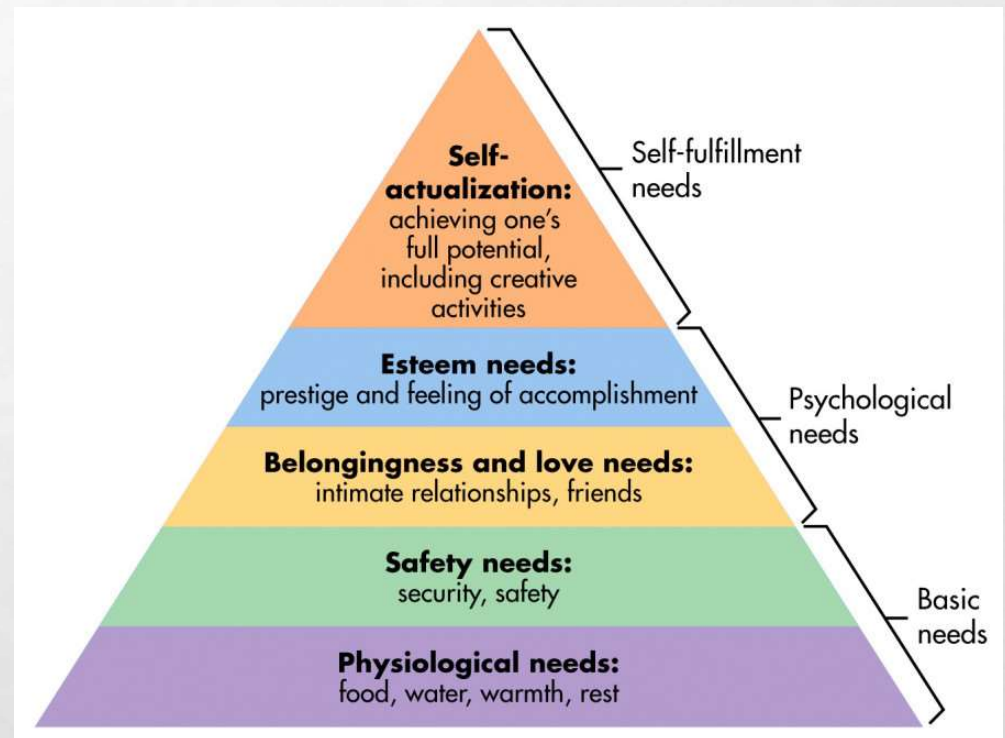 Self-
actualization:
achieving one's
full potential,
including creative
activities
Self-fulfillment
needs
Esteem needs:
prestige and feeling of accomplishment
Psychological
needs
Belongingness and love needs:
intimate relationships, friends
Safety needs:
security, safety
Basic
needs
Physiological needs:
food, water, warmth, rest